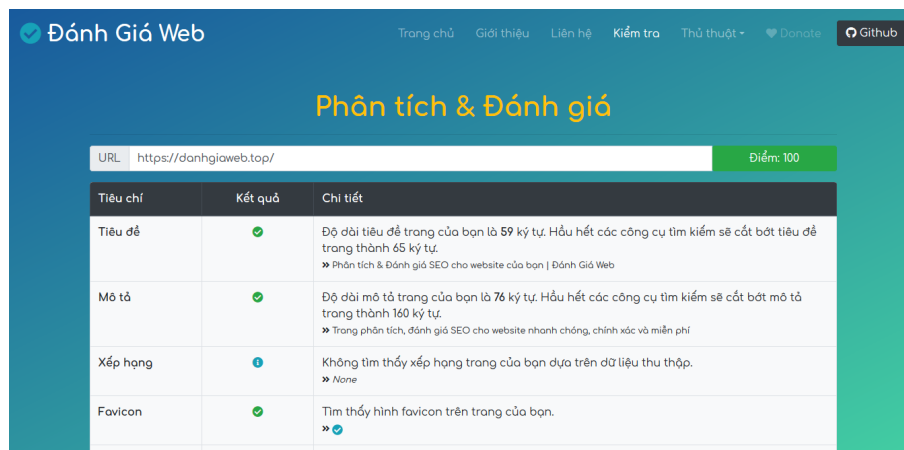 Đánh Giá Web
Trang chủ Giới thiệu Liên hệ Kiểm tra Thủ thuật Donate Github
Phân tích & Đánh giá
URL https://danhgiaweb.top/ Điểm: 100
Tiêu chí Kết quả Chi tiết
Tiêu đề Độ dài tiêu đề trang của bạn là 59 ký tự. Hầu hết các công cụ tìm kiếm sẽ cắt bớt tiêu đề
trang thành 65 ký tự.
» Phân tích & Đánh giá SEO cho website của bạn | Đánh Giá Web
Mô tả Độ dài mô tả trang của bạn là 76 ký tự. Hầu hết các công cụ tìm kiếm sẽ cắt bớt mô tả
trang thành 160 ký tự.
» Trang phân tích, đánh giá SEO cho website nhanh chóng, chính xác và miễn phí
Xếp hạng Không tìm thấy xếp hạng trang của bạn dựa trên dữ liệu thu thập.
» None
Favicon Tìm thấy hình favicon trên trang của bạn.
»